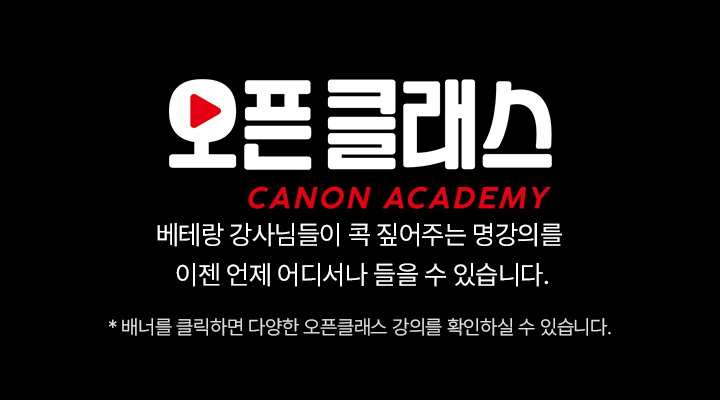 오픈클래스
CANON ACADEMY
베테랑 강사님들이 콕 짚어주는 명강의를
이젠 언제 어디서나 들을 수 있습니다.
* 배너를 클릭하면 다양한 오픈클래스 강의를 확인하실 수 있습니다.